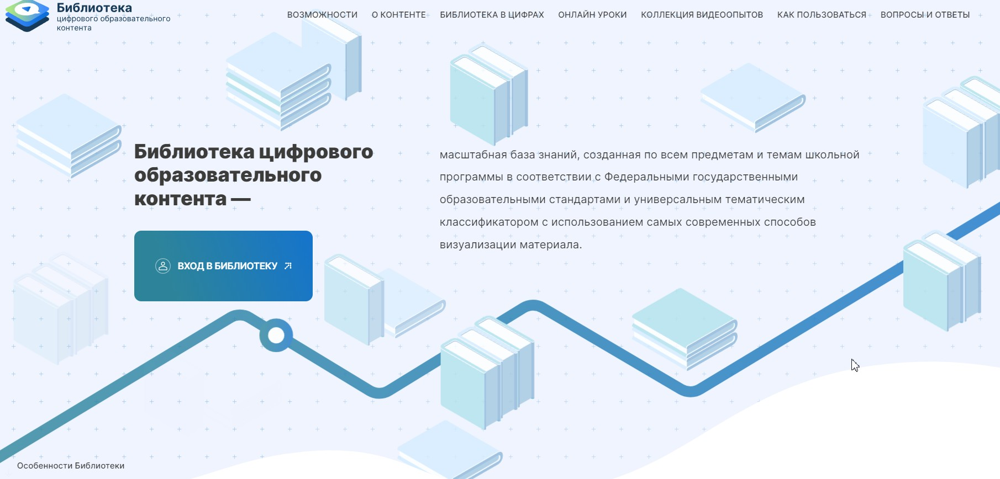 Библиотека
цифрового образовательного
контента
ВОЗМОЖНОСТИ О КОНТЕНТЕ БИБЛИОТЕКА В ЦИФРАХ ОНЛАЙН УРОКИ КОЛЛЕКЦИЯ ВИДЕООПЫТОВ КАК ПОЛЬЗОВАТЬСЯ ВОПРОСЫ И ОТВЕТЫ
Библиотека цифрового
образовательного
контента —
масштабная база знаний, созданная по всем предметам и темам школьной
программы в соответствии с Федеральными государственными
образовательными стандартами и универсальным тематическим
классификатором с использованием самых современных способов
визуализации материала.
ВХОД В БИБЛИОТЕКУ
Особенности Библиотеки